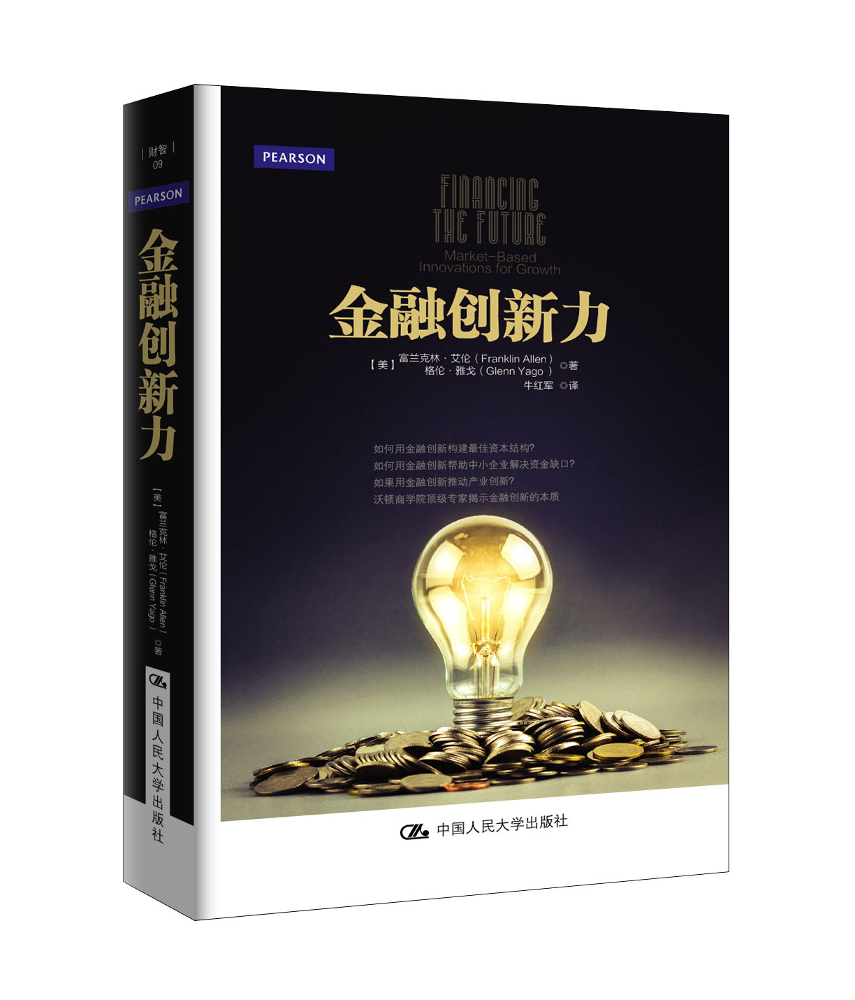 财智
09
PEARSON
金融创新力
【美】富兰克林·艾伦(Franklin Allen)
格伦·雅戈(Glenn Yago)
◎著
中国人民大学出版社
PEARSON
FINANCING
THE FUTURE
Market-Based
Innovations for Growth
金融创新力
【美】富兰克林·艾伦(Franklin Allen)
格伦·雅戈(Glenn Yago) ◎著
牛红军 ◎译
如何用金融创新构建最佳资本结构?
如何用金融创新帮助中小企业解决资金缺口?
如果用金融创新推动产业创新?
沃顿商学院顶级专家揭示金融创新的本质
中国人民大学出版社